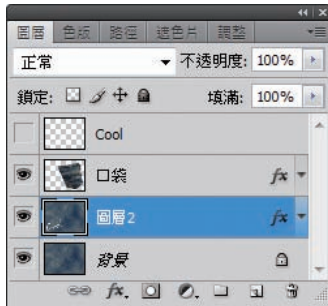 圖層 色版 路徑 遮色片 調整
正常 不透明度: 100%
鎖定: 填滿: 100%
Cool
口袋 fx
圖層2 fx
背景
fx.